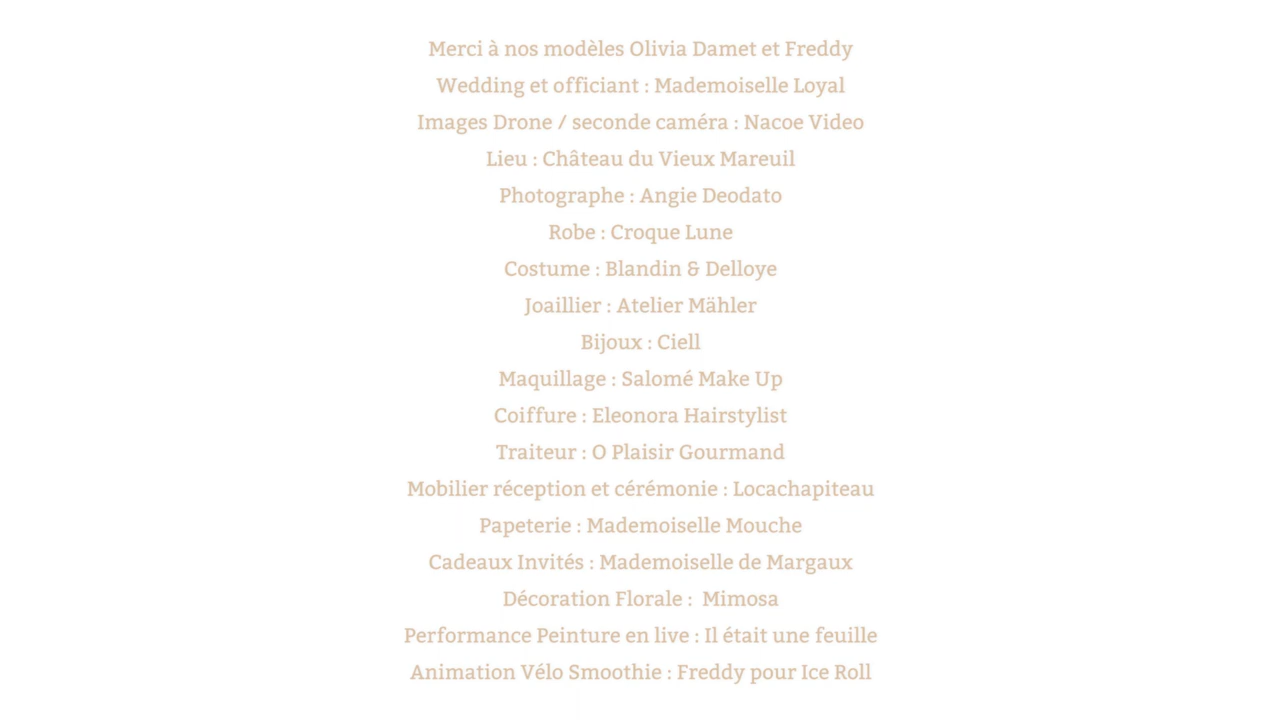 Merci à nos modèles Olivia Damet et Freddy
Wedding et officiant : Mademoiselle Loyal
Images Drone / seconde caméra : Nacoe Video
Lieu : Château du Vieux Mareuil
Photographe : Angie Deodato
Robe : Croque Lune
Costume : Blandin & Delloye
Joaillier : Atelier Mähler
Bijoux : Ciell
Maquillage : Salomé Make Up
Coiffure : Eleonora Hairstylist
Traiteur : O Plaisir Gourmand
Mobilier réception et cérémonie : Locachapiteau
Papeterie : Mademoiselle Mouche
Cadeaux Invités : Mademoiselle de Margaux
Décoration Florale :  Mimosa
Performance Peinture en live : Il était une feuille
Animation Vélo Smoothie : Freddy pour Ice Roll